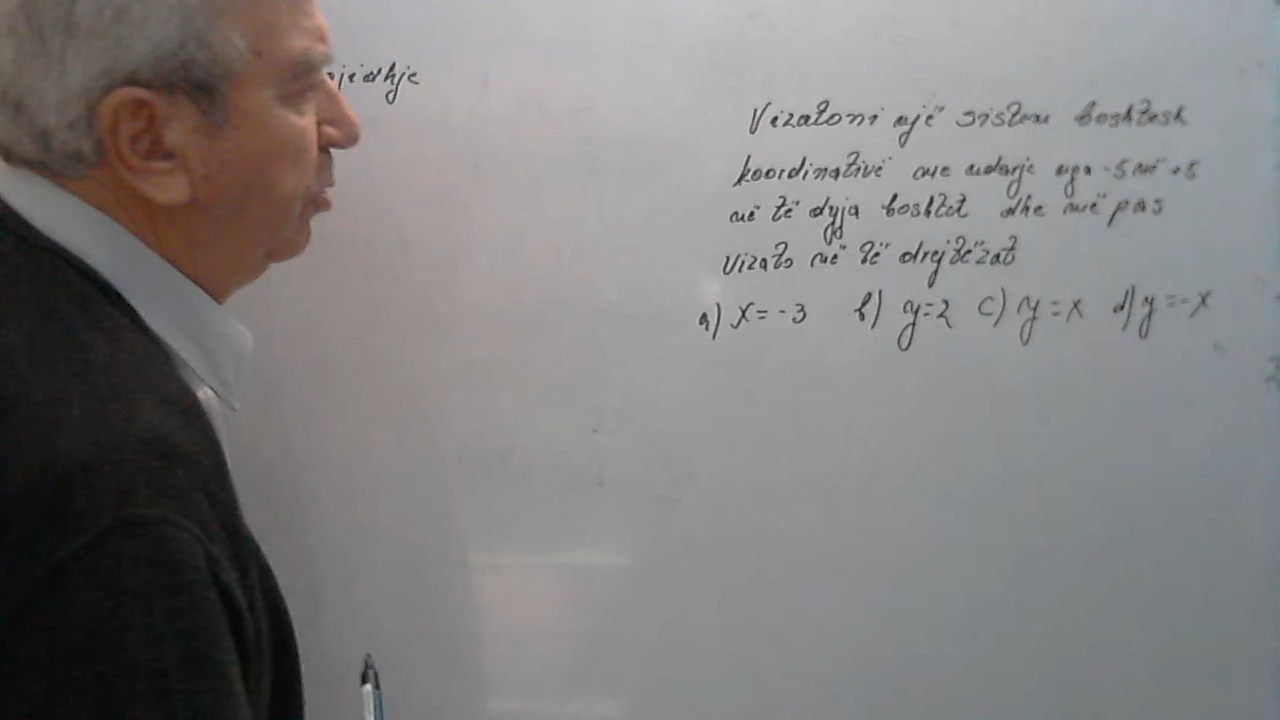 Vizatoni një sistem boshtesh
koordinativë me ndarje nga -5 në +5
në të dyja boshtet dhe më pas
vizato në të drejtëzat
a) x = -3 b) y = 2 c) y = x d) y = -x